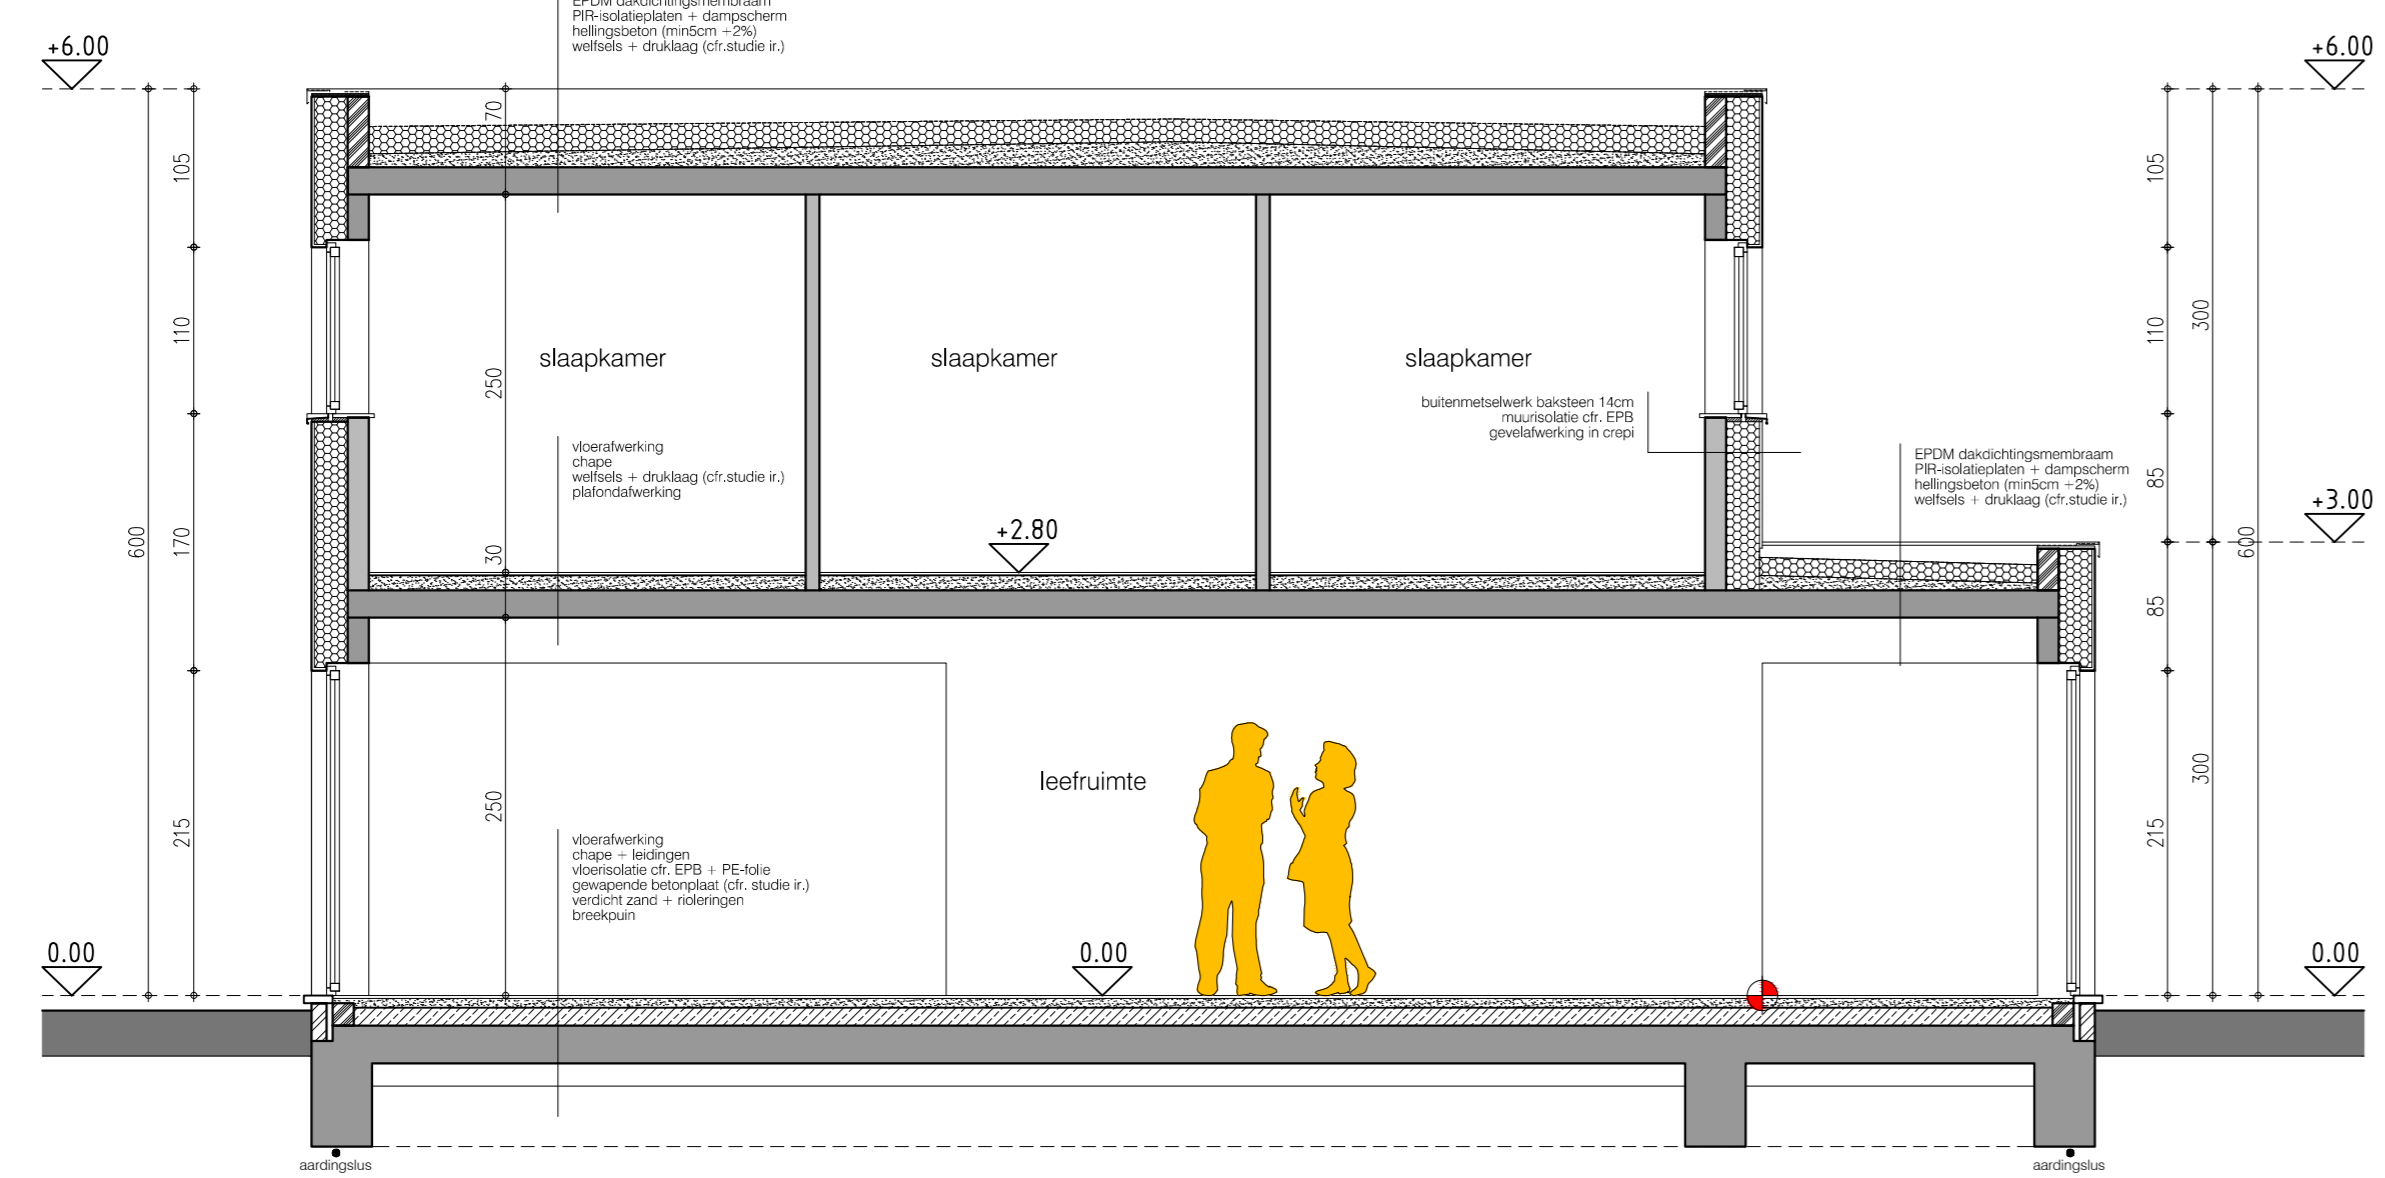 EPDM dakdichtingsmembraam
PIR-isolatieplaten + dampscherm
hellingsbeton (min5cm +2%)
welfsels + druklaag (cfr.studie ir.)
+6.00
+6.00
70
105
105
110
110
300
slaapkamer
slaapkamer
slaapkamer
250
buitenmetselwerk baksteen 14cm
muurisolatie cfr. EPB
gevelafwerking in crepi
vloerafwerking
chape
welfsels + druklaag (cfr.studie ir.)
plafondafwerking
EPDM dakdichtingsmembraam
PIR-isolatieplaten + dampscherm
hellingsbeton (min5cm +2%)
welfsels + druklaag (cfr.studie ir.)
85
+3.00
+2.80
600
170
30
600
85
leefruimte
250
215
300
215
vloerafwerking
chape + leidingen
vloerisolatie cfr. EPB + PE-folie
gewapende betonplaat (cfr. studie ir.)
verdicht zand + rioleringen
breekpuin
0.00
0.00
0.00
aardingslus
aardingslus